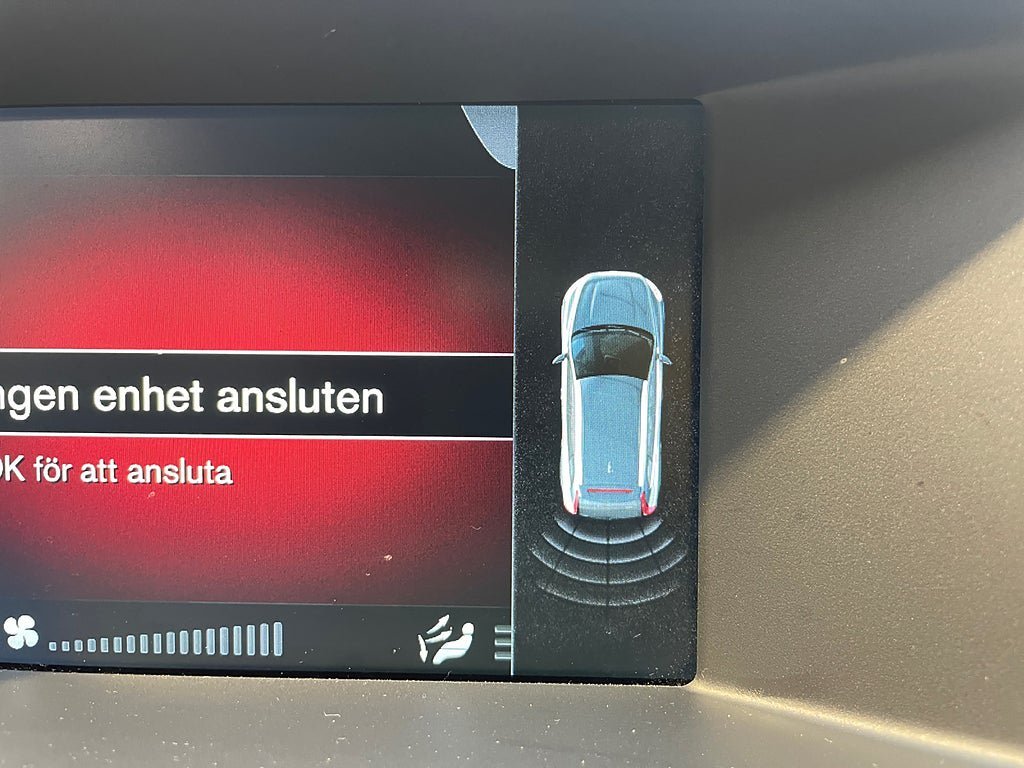 ngen enhet ansluten
OK för att ansluta